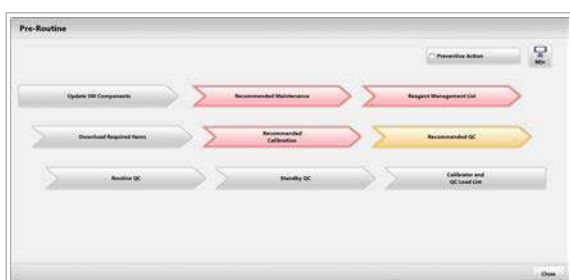 Pre-Routine
Preventive Action
Min
Update SW Components
Recommended Maintenance
Reagent Management List
Download Required Items
Recommended
Calibration
Recommended QC
Routine QC
Standby QC
Calibrator and
QC Load List
Close